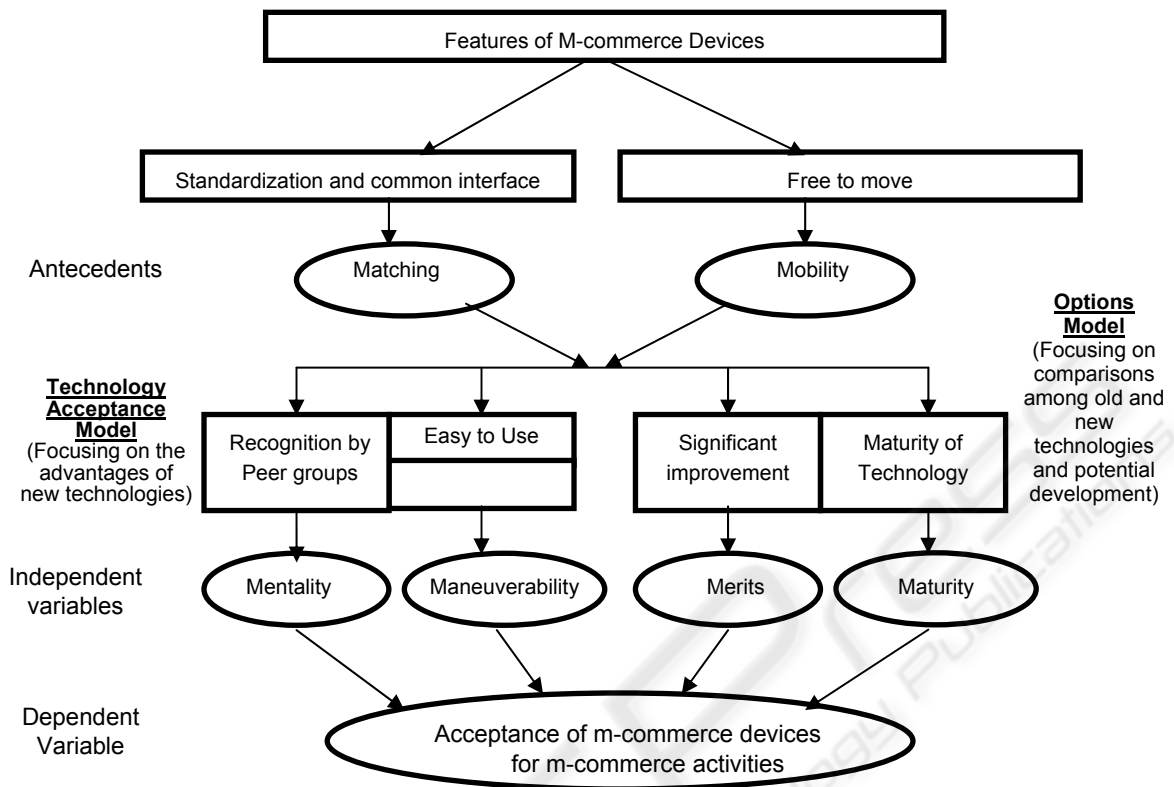 Features of M-commerce Devices
Standardization and common interface
Free to move
Antecedents
Matching
Mobility
Options
Model
(Focusing on
comparisons
among old and
new
technologies
and potential
development)
Technology
Acceptance
Model
(Focusing on the
advantages of
new technologies)
Recognition by
Peer groups
Easy to Use
Significant
improvement
Maturity of
Technology
Independent
variables
Mentality
Maneuverability
Merits
Maturity
Dependent
Variable
Acceptance of m-commerce devices
for m-commerce activities